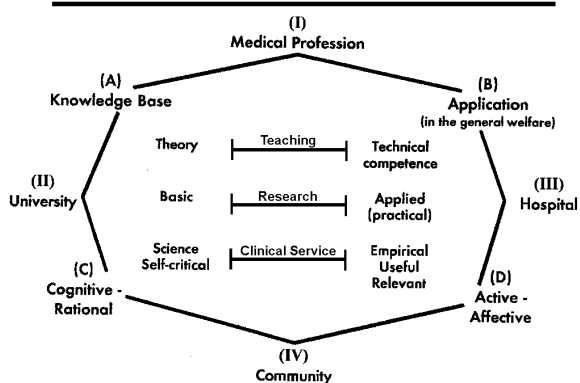 (I)
Medical Profession
(A)
Knowledge Base
(B)
Application
(in the general welfare)
Theory
Teaching
Technical
competence
(II)
University
Basic
Research
Applied
(practical)
(III)
Hospital
Science
Self-critical
Clinical Service
Empirical
Useful
Relevant
(C)
Cognitive -
Rational
(D)
Active -
Affective
(IV)
Community